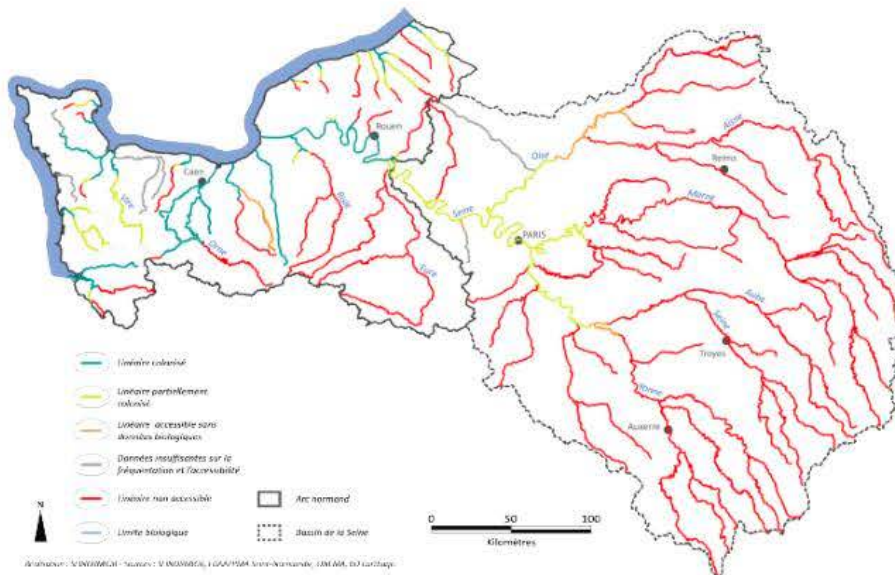 Rouen
Oise
Aisne
Reims
Caen
Vire
Marne
Seine
PARIS
Risle
Orne
Eure
Aube
Seine
Troyes
Yonne
Auxerre
Linéaire colonisé
Linéaire partiellement
colonisé
Linéaire accessible sans
données biologiques
Données insuffisantes sur la
fréquentation et l'accessibilité
Linéaire non accessible
Arc normand
N
Limite biologique
Bassin de la Seine
0 50 100
Kilomètres